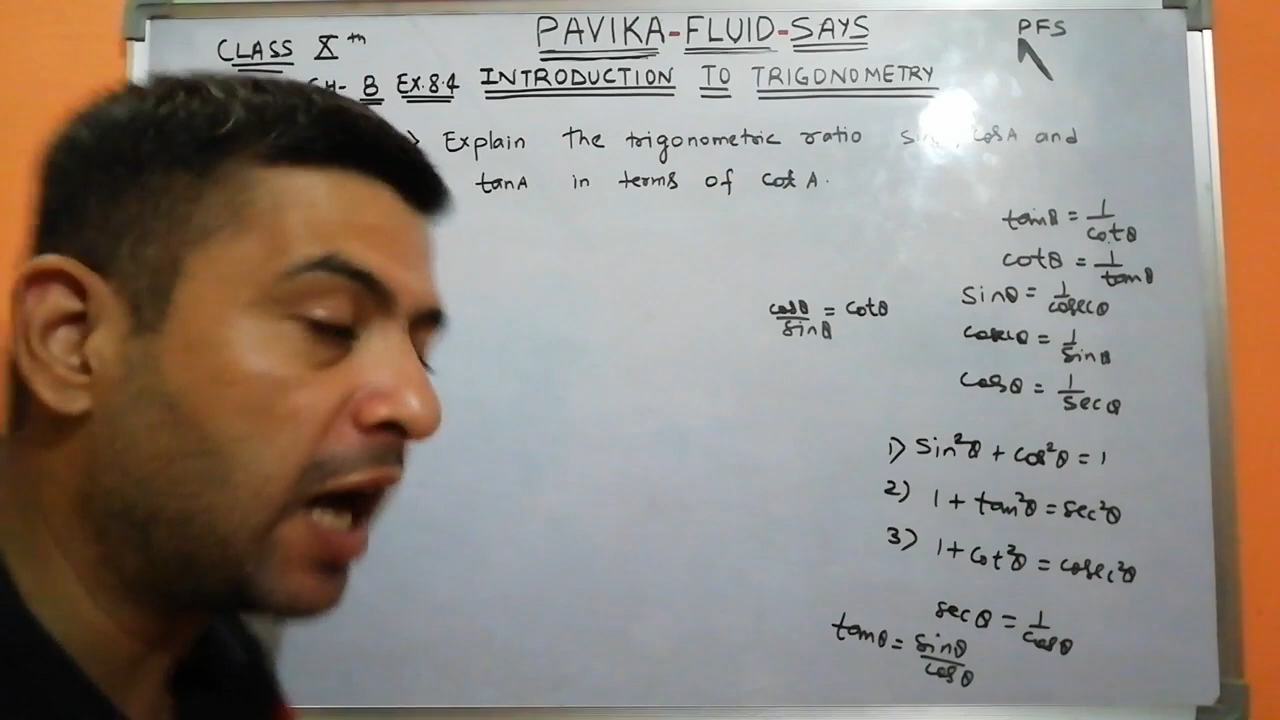 PAVIKA-FLUID-SAYS
PFS
CLASS Xth
8 EX.8.4 INTRODUCTION TO TRIGONOMETRY
Explain the trigonometric ratio cosA and
tanA in terms of cot A.
tanθ = 1/cotθ
cotθ = 1/tanθ
cosθ/sinθ = cotθ
sinθ = 1/cosecθ
cosecθ = 1/sinθ
cosθ = 1/secθ
1) sin²θ + cos²θ = 1
2) 1 + tan²θ = sec²θ
3) 1 + cot²θ = cosec²θ
secθ = 1/cosθ
tanθ = sinθ/cosθ